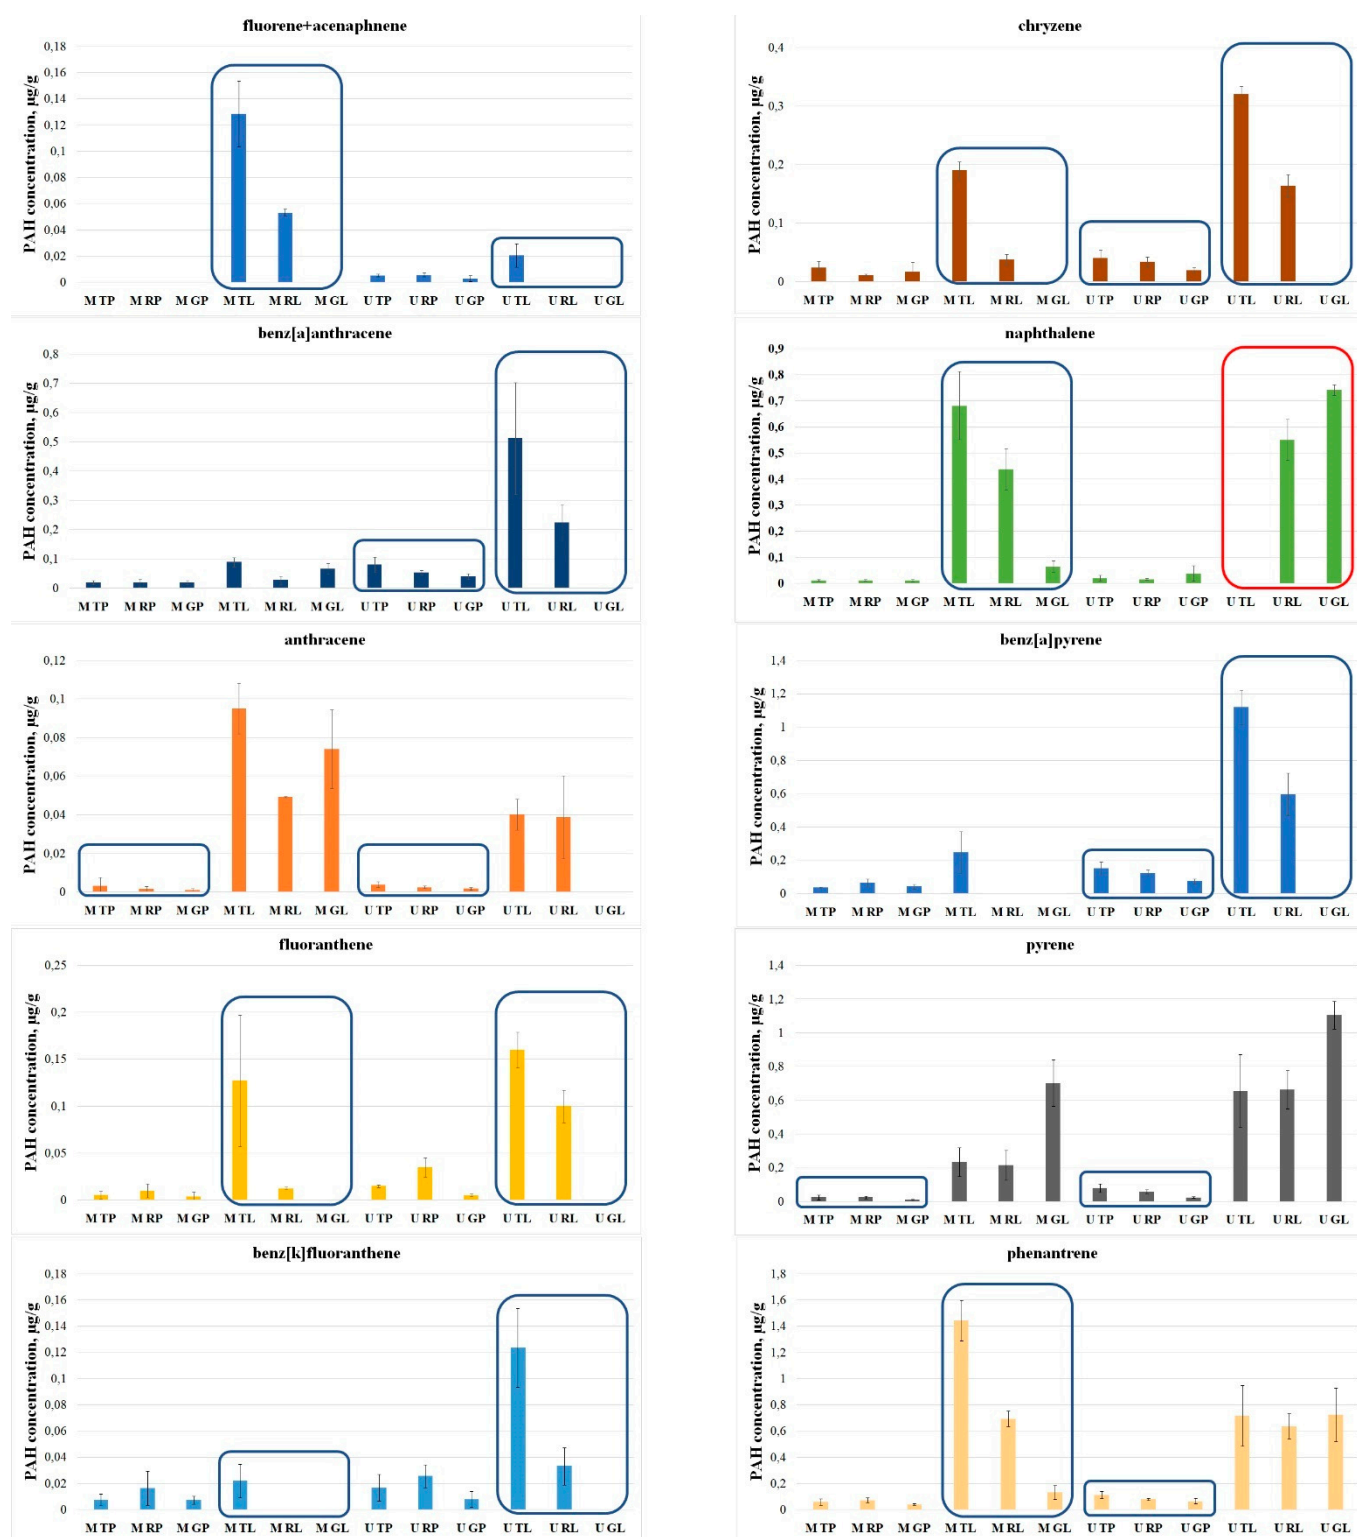 fluorene+acenaphnene
PAH concentration, µg/g
0,18
0,16
0,14
0,12
0,1
0,08
0,06
0,04
0,02
0
M TP M RP M GP M TL M RL M GL U TP U RP U GP U TL U RL U GL
chryzene
PAH concentration, µg/g
0,4
0,3
0,2
0,1
0
M TP M RP M GP M TL M RL M GL U TP U RP U GP U TL U RL U GL
benz[a]anthracene
PAH concentration, µg/g
0,8
0,7
0,6
0,5
0,4
0,3
0,2
0,1
0
M TP M RP M GP M TL M RL M GL U TP U RP U GP U TL U RL U GL
naphthalene
PAH concentration, µg/g
0,9
0,8
0,7
0,6
0,5
0,4
0,3
0,2
0,1
0
M TP M RP M GP M TL M RL M GL U TP U RP U GP U TL U RL U GL
anthracene
PAH concentration, µg/g
0,12
0,1
0,08
0,06
0,04
0,02
0
M TP M RP M GP M TL M RL M GL U TP U RP U GP U TL U RL U GL
benz[a]pyrene
PAH concentration, µg/g
1,4
1,2
1
0,8
0,6
0,4
0,2
0
M TP M RP M GP M TL M RL M GL U TP U RP U GP U TL U RL U GL
fluoranthene
PAH concentration, µg/g
0,25
0,2
0,15
0,1
0,05
0
M TP M RP M GP M TL M RL M GL U TP U RP U GP U TL U RL U GL
pyrene
PAH concentration, µg/g
1,4
1,2
1
0,8
0,6
0,4
0,2
0
M TP M RP M GP M TL M RL M GL U TP U RP U GP U TL U RL U GL
benz[k]fluoranthene
PAH concentration, µg/g
0,18
0,16
0,14
0,12
0,1
0,08
0,06
0,04
0,02
0
M TP M RP M GP M TL M RL M GL U TP U RP U GP U TL U RL U GL
phenantrene
PAH concentration, µg/g
1,8
1,6
1,4
1,2
1
0,8
0,6
0,4
0,2
0
M TP M RP M GP M TL M RL M GL U TP U RP U GP U TL U RL U GL